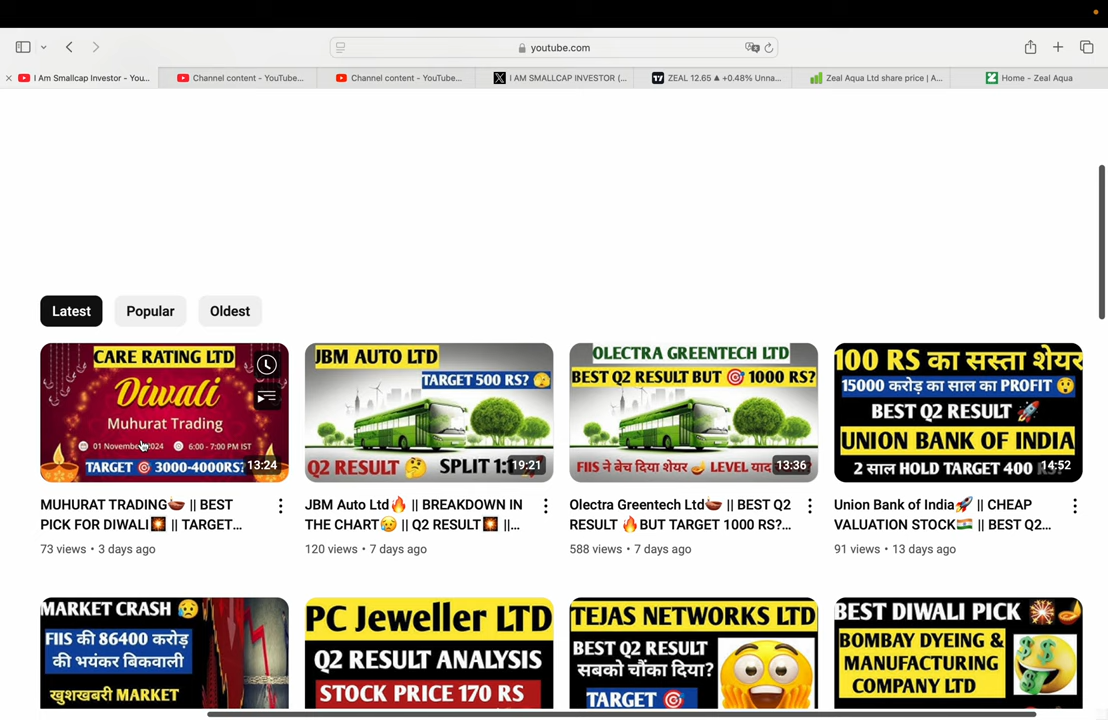 youtube.com
I Am Smallcap Investor - You...
Channel content - YouTube...
Channel content - YouTube...
I AM SMALLCAP INVESTOR (...
ZEAL 12.65 ▲ +0.48% Unna...
Zeal Aqua Ltd share price | A...
Home - Zeal Aqua
Latest
Popular
Oldest
CARE RATING LTD
Diwali
Muhurat Trading
01 November 2024
6:00 - 7:00 PM IST
TARGET 🎯 3000-4000RS?
13:24
JBM AUTO LTD
TARGET 500 RS? 🫣
Q2 RESULT 🤔 SPLIT 1:
19:21
OLECTRA GREENTECH LTD
BEST Q2 RESULT BUT 🎯 1000 RS?
FIIS ने बेच दिया शेयर 🪔 LEVEL
13:36
100 RS का सस्ता शेयर
15000 करोड़ का साल का PROFIT 😲
BEST Q2 RESULT 🚀
UNION BANK OF INDIA
2 साल HOLD TARGET 400
14:52
MUHURAT TRADING🪔 || BEST
PICK FOR DIWALI💥 || TARGET...
73 views • 3 days ago
JBM Auto Ltd🔥 || BREAKDOWN IN
THE CHART😥 || Q2 RESULT💥 ||...
120 views • 7 days ago
Olectra Greentech Ltd🪔 || BEST Q2
RESULT 🔥BUT TARGET 1000 RS?...
588 views • 7 days ago
Union Bank of India🚀 || CHEAP
VALUATION STOCK🇮🇳 || BEST Q2...
91 views • 13 days ago
MARKET CRASH 😥
FIIS की 86400 करोड़
की भयंकर बिकवाली
खुशखबरी MARKET
PC Jeweller LTD
Q2 RESULT ANALYSIS
STOCK PRICE 170 RS
TEJAS NETWORKS LTD
BEST Q2 RESULT
सबको चौंका दिया?
TARGET 🎯
BEST DIWALI PICK
BOMBAY DYEING &
MANUFACTURING
COMPANY LTD